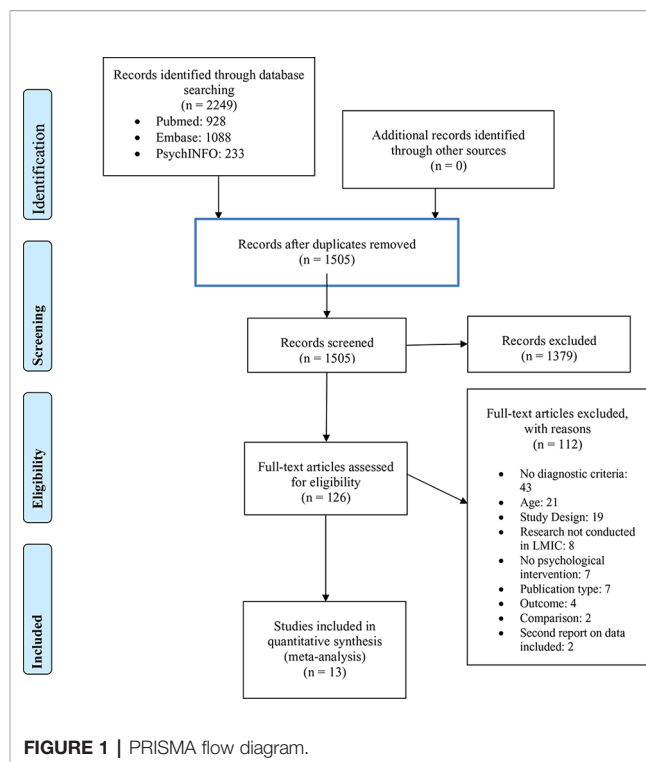 Identification
Records identified through database
searching
(n = 2249)
• Pubmed: 928
• Embase: 1088
• PsychINFO: 233
Additional records identified
through other sources
(n = 0)
Records after duplicates removed
(n = 1505)
Screening
Records screened
(n = 1505)
Records excluded
(n = 1379)
Eligibility
Full-text articles assessed
for eligibility
(n = 126)
Full-text articles excluded,
with reasons
(n = 112)
• No diagnostic criteria:
43
• Age: 21
• Study Design: 19
• Research not conducted
in LMIC: 8
• No psychological
intervention: 7
• Publication type: 7
• Outcome: 4
• Comparison: 2
• Second report on data
included: 2
Included
Studies included in
quantitative synthesis
(meta-analysis)
(n = 13)
FIGURE 1 | PRISMA flow diagram.